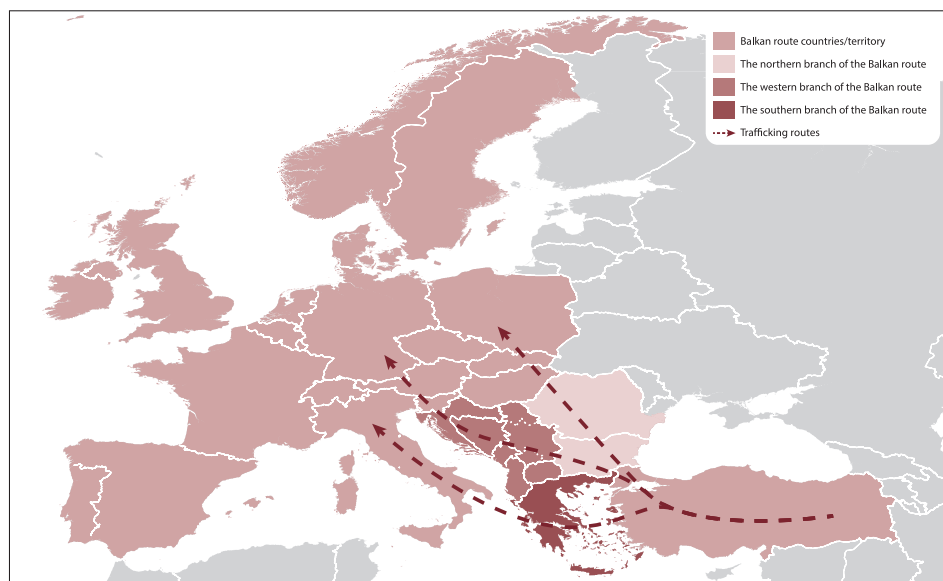 Balkan route countries/territory
The northern branch of the Balkan route
The western branch of the Balkan route
The southern branch of the Balkan route
Trafficking routes